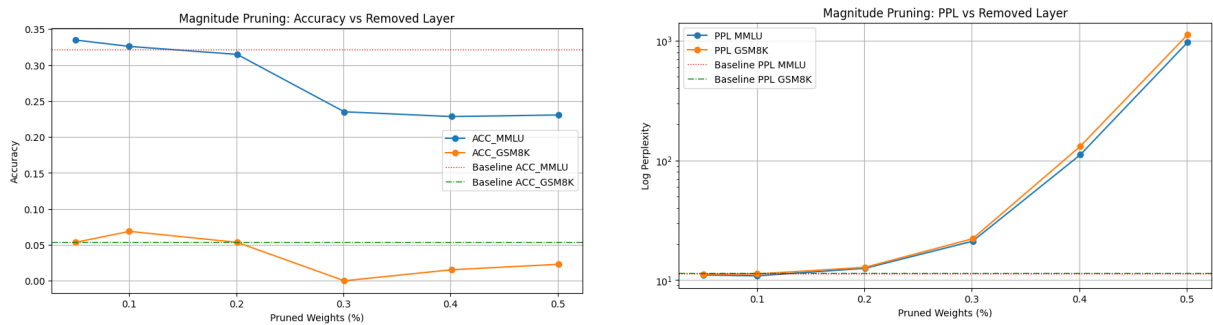 Magnitude Pruning: Accuracy vs Removed Layer
0.35
0.30
0.25
0.20
0.15
0.10
0.05
0.00
Accuracy
ACC_MMLU
ACC_GSM8K
Baseline ACC_MMLU
Baseline ACC_GSM8K
0.1 0.2 0.3 0.4 0.5
Pruned Weights (%)
Magnitude Pruning: PPL vs Removed Layer
PPL MMLU
PPL GSM8K
Baseline PPL MMLU
Baseline PPL GSM8K
10³
10²
10¹
Log Perplexity
0.1 0.2 0.3 0.4 0.5
Pruned Weights (%)